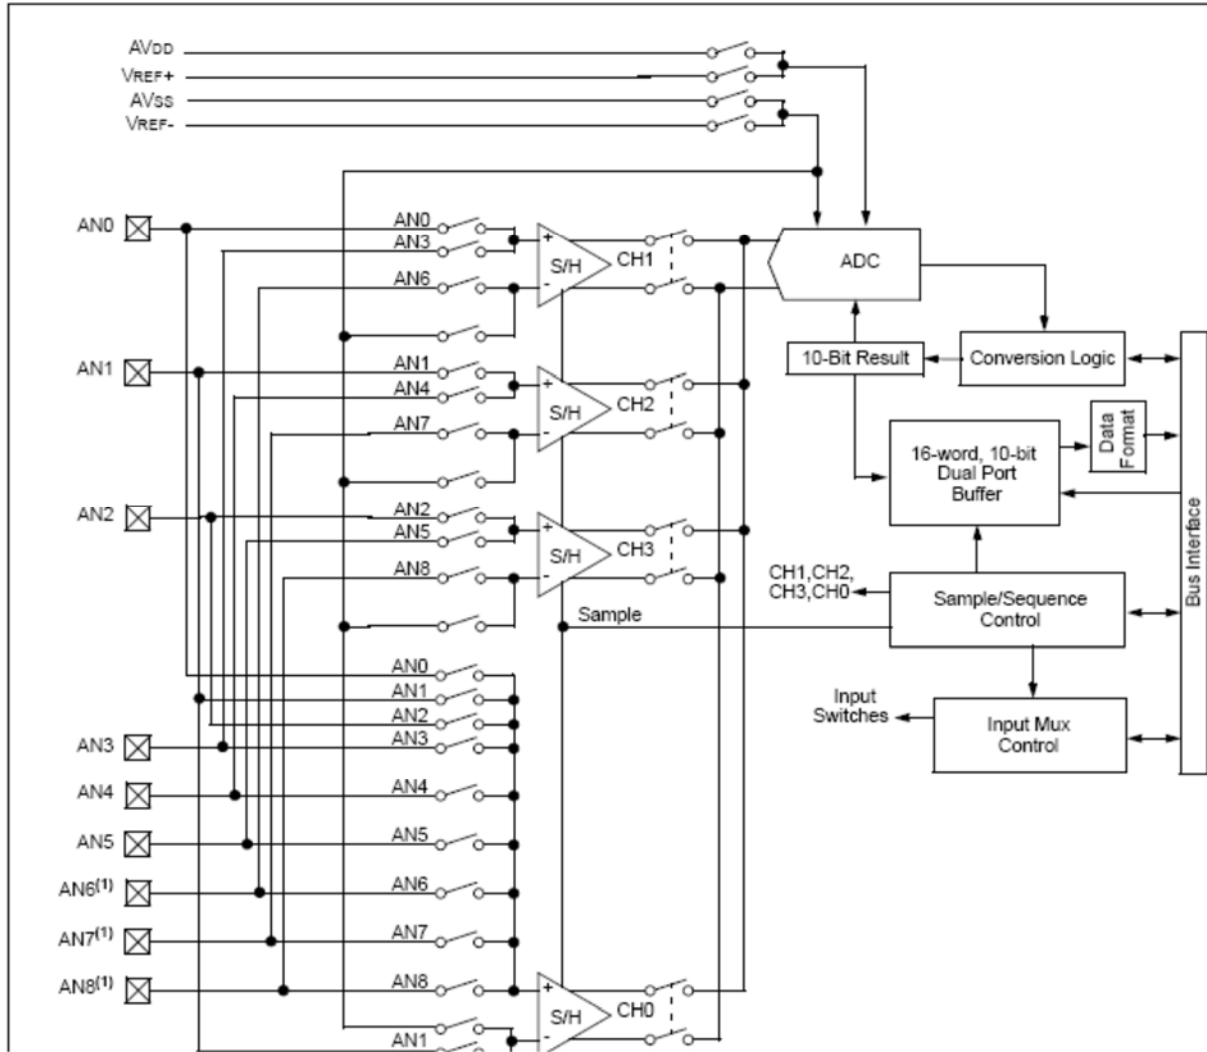 AVDD
VREF+
AVSS
VREF-
AN0
AN0
AN3
AN6
+
-
S/H
CH1
ADC
AN1
AN1
AN4
AN7
+
-
S/H
CH2
10-Bit Result
Conversion Logic
16-word, 10-bit
Dual Port
Buffer
Data
Format
AN2
AN2
AN5
AN8
+
-
S/H
CH3
CH1,CH2,
CH3,CH0
Sample/Sequence
Control
Bus Interface
Sample
AN0
AN1
AN2
AN3
Input
Switches
Input Mux
Control
AN3
AN4
AN4
AN5
AN5
AN6(1)
AN6
AN7(1)
AN7
AN8(1)
AN8
AN1
+
-
S/H
CH0